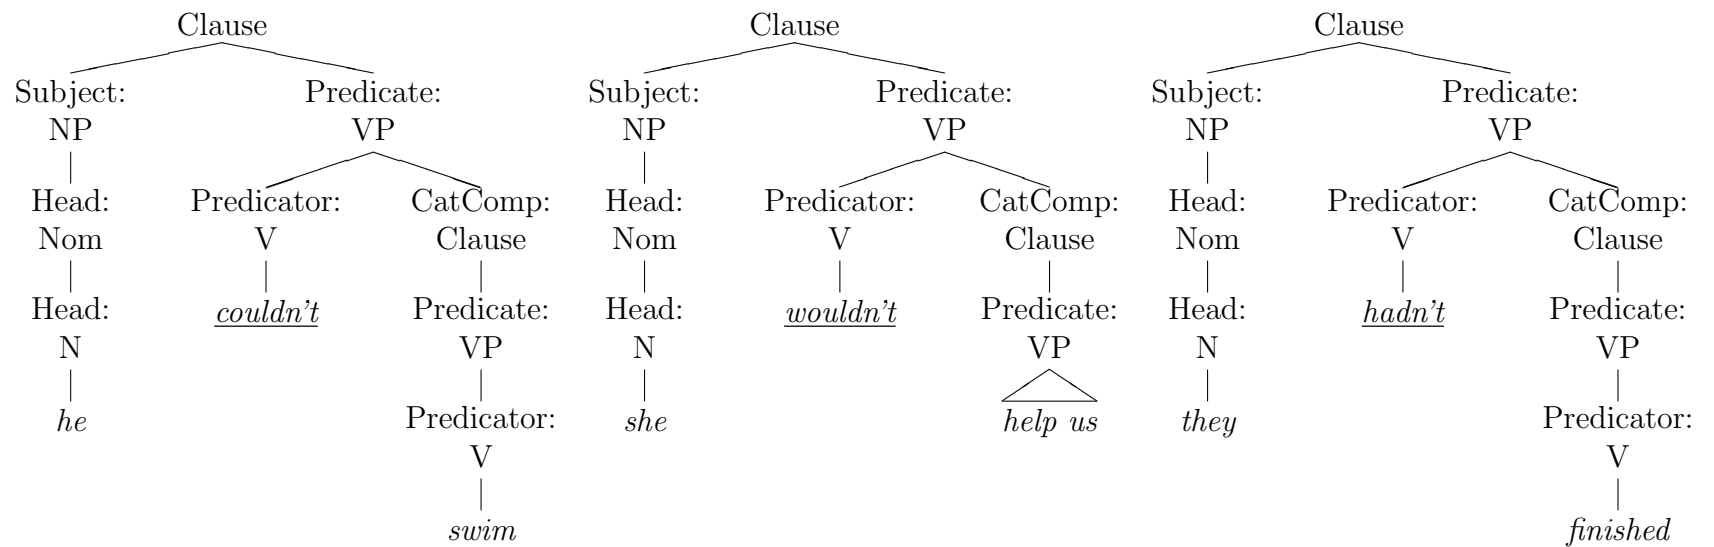 Clause Clause Clause
Subject: Predicate: Subject: Predicate: Subject: Predicate:
NP VP NP VP NP VP
Head: Predicator: CatComp: Head: Predicator: CatComp: Head: Predicator: CatComp:
Nom V Clause Nom V Clause Nom V Clause
Head: couldn't Predicate: Head: wouldn't Predicate: Head: hadn't Predicate:
N VP N VP N VP
he Predicator: she help us they Predicator:
V V
swim finished